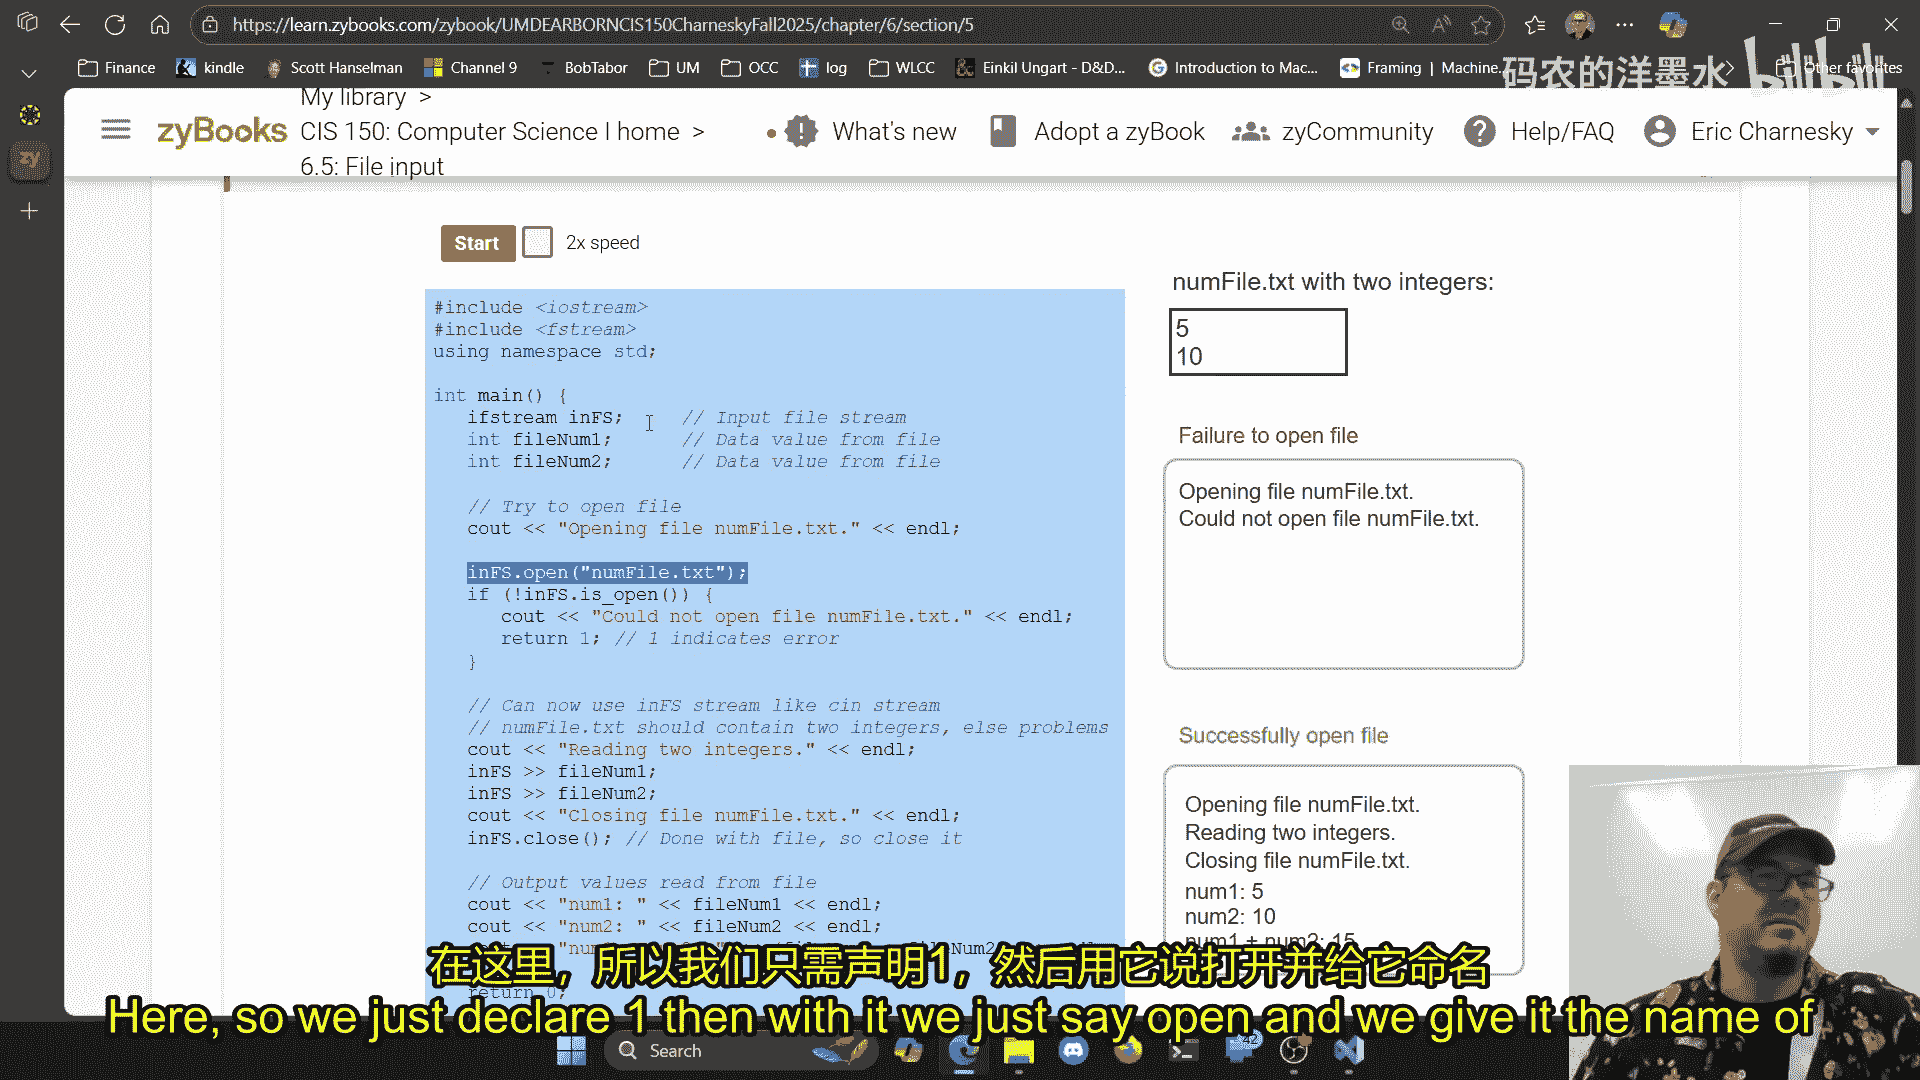 https://learn.zybooks.com/zybook/UMDEARBORNCIS150CharneskyFall2025/chapter/6/section/5
Finance
kindle
Scott Hanselman
Channel 9
BobTabor
UM
OCC
log
WLCC
Einkil Ungart - D&D...
Introduction to Mac...
Framing | Machine...
Other favorites
码农的洋墨水
bilibili
zy
zyBooks
My library >
CIS 150: Computer Science I home >
6.5: File input
What's new
Adopt a zyBook
zyCommunity
Help/FAQ
Eric Charnesky
Start
2x speed
#include <iostream>
#include <fstream>
using namespace std;
int main() {
ifstream inFS; // Input file stream
int fileNum1; // Data value from file
int fileNum2; // Data value from file
// Try to open file
cout << "Opening file numFile.txt." << endl;
inFS.open("numFile.txt");
if (!inFS.is_open()) {
cout << "Could not open file numFile.txt." << endl;
return 1; // 1 indicates error
}
// Can now use inFS stream like cin stream
// numFile.txt should contain two integers, else problems
cout << "Reading two integers." << endl;
inFS >> fileNum1;
inFS >> fileNum2;
cout << "Closing file numFile.txt." << endl;
inFS.close(); // Done with file, so close it
// Output values read from file
cout << "num1: " << fileNum1 << endl;
cout << "num2: " << fileNum2 << endl;
return 0;
numFile.txt with two integers:
5
10
Failure to open file
Opening file numFile.txt.
Could not open file numFile.txt.
Successfully open file
Opening file numFile.txt.
Reading two integers.
Closing file numFile.txt.
num1: 5
num2: 10
num1 + num2: 15
在这里，所以我们只需声明1，然后用它说打开并给它命名
Here, so we just declare 1 then with it we just say open and we give it the name of
Search